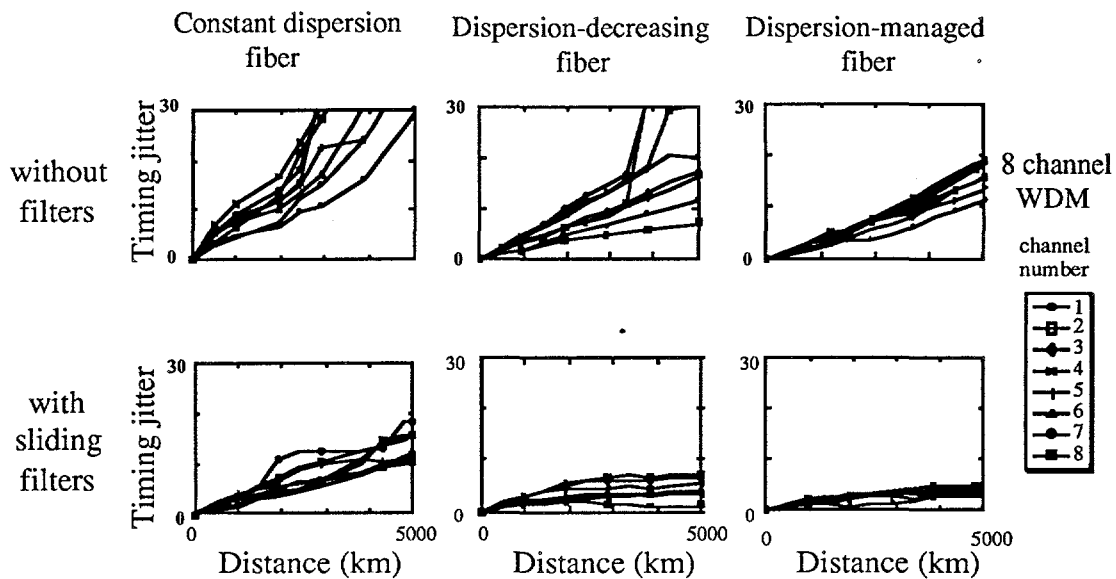 Constant dispersion
fiber
Dispersion-decreasing
fiber
Dispersion-managed
fiber
without
filters
Timing jitter
30
0
30
0
30
0
8 channel
WDM
channel
number
1
2
3
4
5
6
7
8
with
sliding
filters
Timing jitter
30
0
0
5000
Distance (km)
30
0
0
5000
Distance (km)
30
0
0
5000
Distance (km)